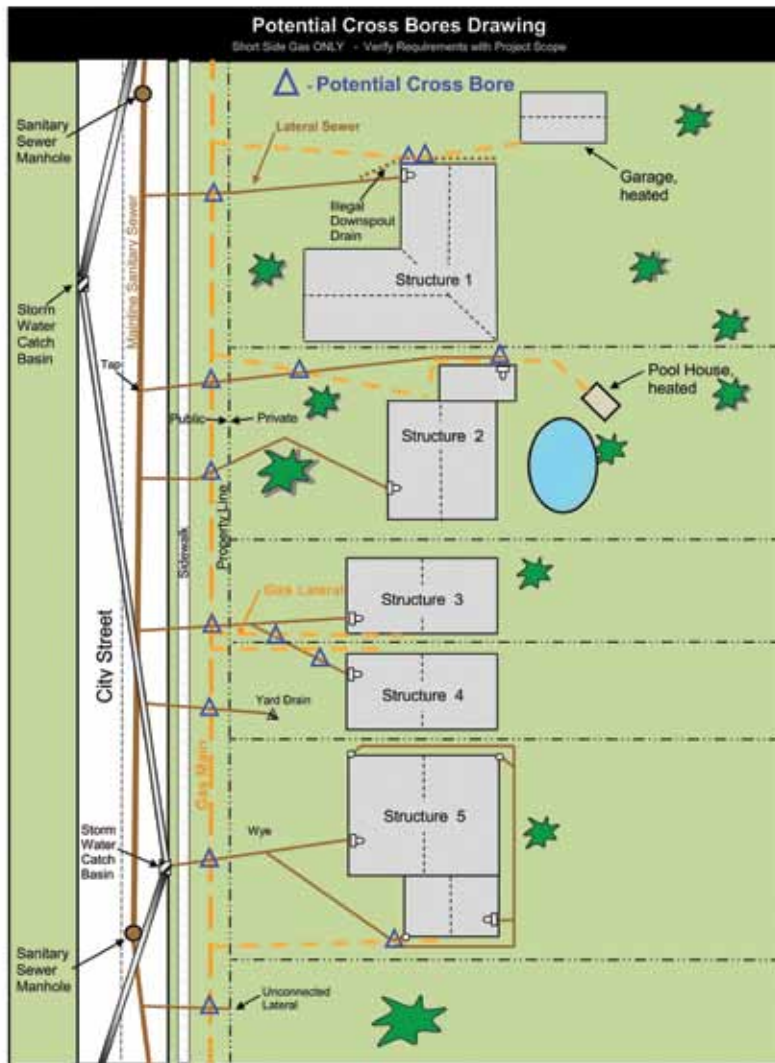 Potential Cross Bores Drawing
Short Side Gas ONLY - Verify Requirements with Project Scope
- Potential Cross Bore
Sanitary
Sewer
Manhole
Lateral Sewer
Garage,
heated
Illegal
Downspout
Drain
Mainline Sanitary Sewer
Structure 1
Storm
Water
Catch
Basin
Tap
Pool House,
heated
Public
Private
Structure 2
Property Line
Sidewalk
Structure 3
City Street
Structure 4
Yard Drain
Gas Main
Structure 5
Storm
Water
Catch
Basin
Wye
Sanitary
Sewer
Manhole
Unconnected
Lateral